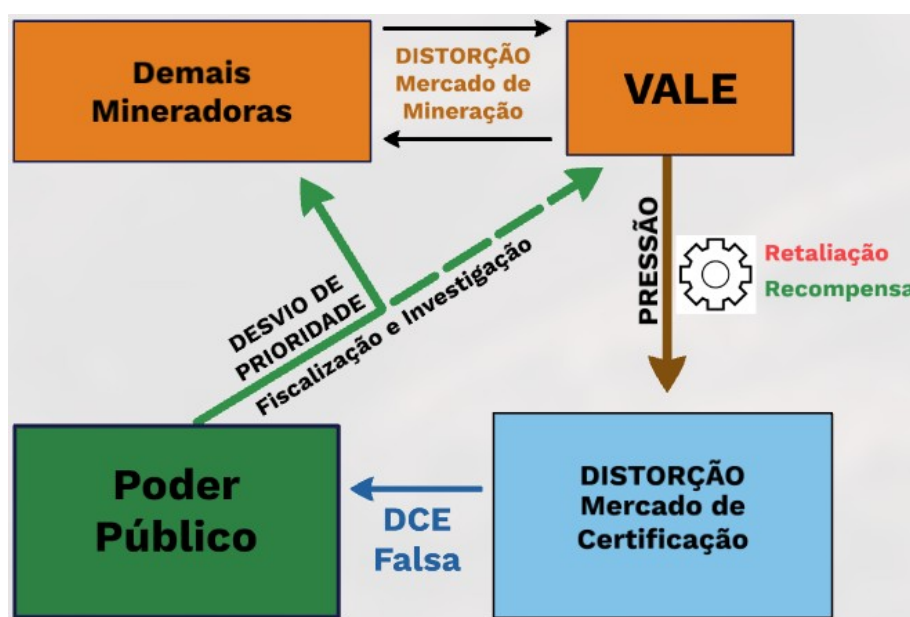 Demais
Mineradoras
DISTORÇÃO
Mercado de
Mineração
VALE
PRESSÃO
Retaliação
Recompensa
DESVIO DE
PRIORIDADE
Fiscalização e Investigação
Poder
Público
DCE
Falsa
DISTORÇÃO
Mercado de
Certificação